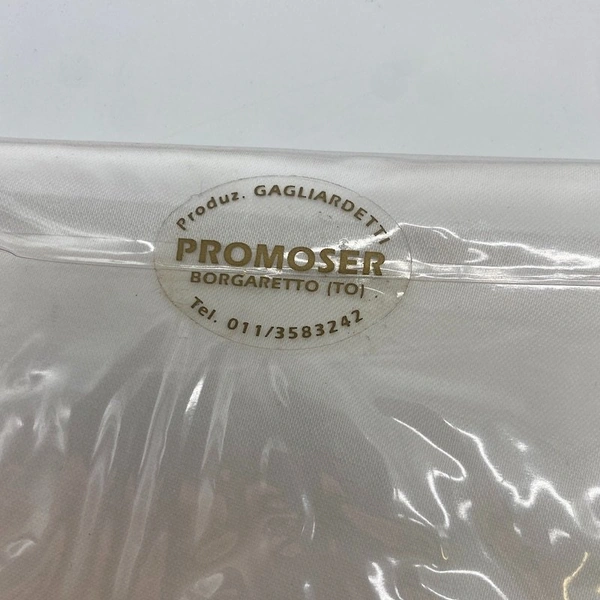 Produz. GAGLIARDETTI
PROMOSER
BORGARETTO (TO)
Tel. 011/3583242